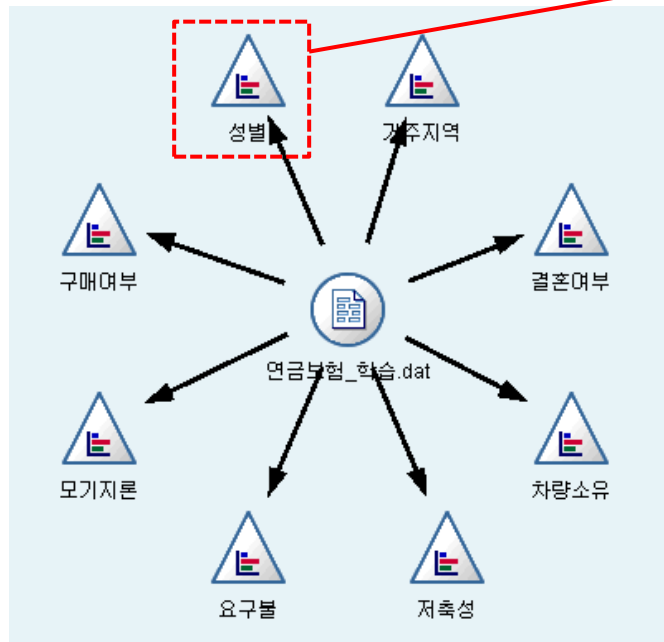 성별
거주지역
구매여부
결혼여부
연금보험_학습.dat
모기지론
차량소유
요구불
저축성